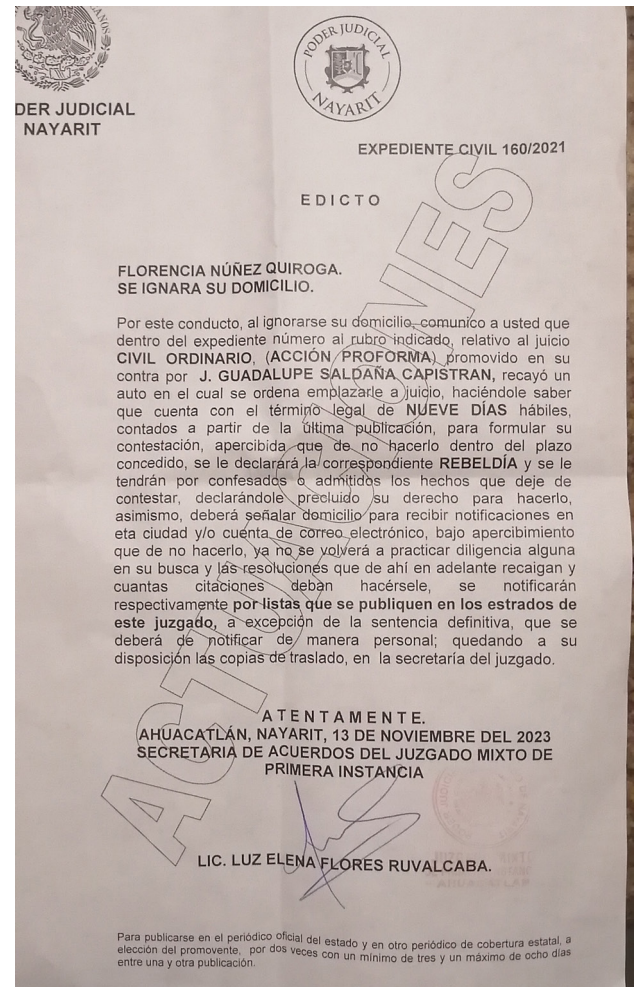 DER JUDICIAL
NAYARIT
PODER JUDICIAL
NAYARIT
EXPEDIENTE CIVIL 160/2021
E D I C T O
FLORENCIA NÚÑEZ QUIROGA.
SE IGNARA SU DOMICILIO.
Por este conducto, al ignorarse su domicilio, comunico a usted que
dentro del expediente número al rubro indicado, relativo al juicio
CIVIL ORDINARIO, (ACCIÓN PROFORMA) promovido en su
contra por J. GUADALUPE SALDAÑA CAPISTRAN, recayó un
auto en el cual se ordena emplazarle a juicio, haciéndole saber
que cuenta con el término legal de NUEVE DÍAS hábiles,
contados a partir de la última publicación, para formular su
contestación, apercibida que de no hacerlo dentro del plazo
concedido, se le declarará la correspondiente REBELDÍA y se le
tendrán por confesados o admitidos los hechos que deje de
contestar, declarándole precluido su derecho para hacerlo,
asimismo, deberá señalar domicilio para recibir notificaciones en
eta ciudad y/o cuenta de correo electrónico, bajo apercibimiento
que de no hacerlo, ya no se volverá a practicar diligencia alguna
en su busca y las resoluciones que de ahí en adelante recaigan y
cuantas citaciones deban hacérsele, se notificarán
respectivamente por listas que se publiquen en los estrados de
este juzgado, a excepción de la sentencia definitiva, que se
deberá de notificar de manera personal; quedando a su
disposición las copias de traslado, en la secretaría del juzgado.
A T E N T A M E N T E.
AHUACATLÁN, NAYARIT, 13 DE NOVIEMBRE DEL 2023
SECRETARIA DE ACUERDOS DEL JUZGADO MIXTO DE
PRIMERA INSTANCIA
LIC. LUZ ELENA FLORES RUVALCABA.
Para publicarse en el periódico oficial del estado y en otro periódico de cobertura estatal, a
elección del promovente, por dos veces con un mínimo de tres y un máximo de ocho días
entre una y otra publicación.
ACTUACIONES